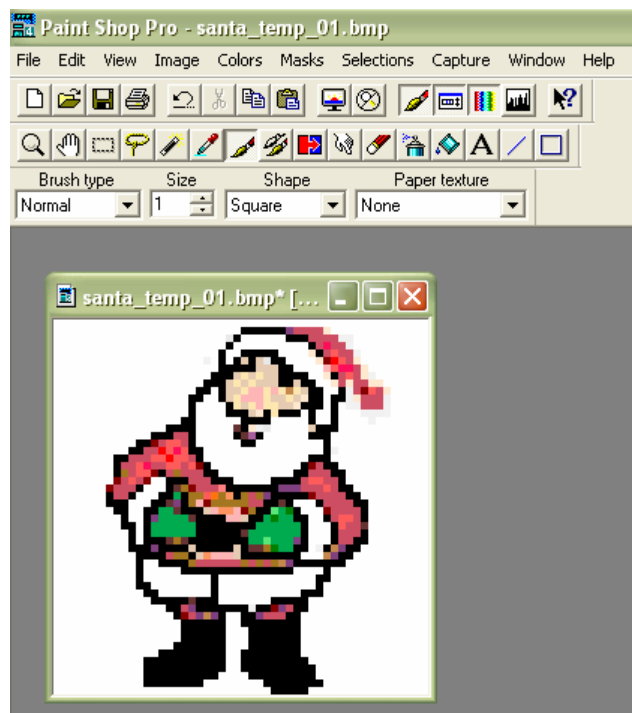 Paint Shop Pro - santa_temp_01.bmp
File Edit View Image Colors Masks Selections Capture Window Help
A
Brush type Size Shape Paper texture
Normal 1 Square None
santa_temp_01.bmp* [...